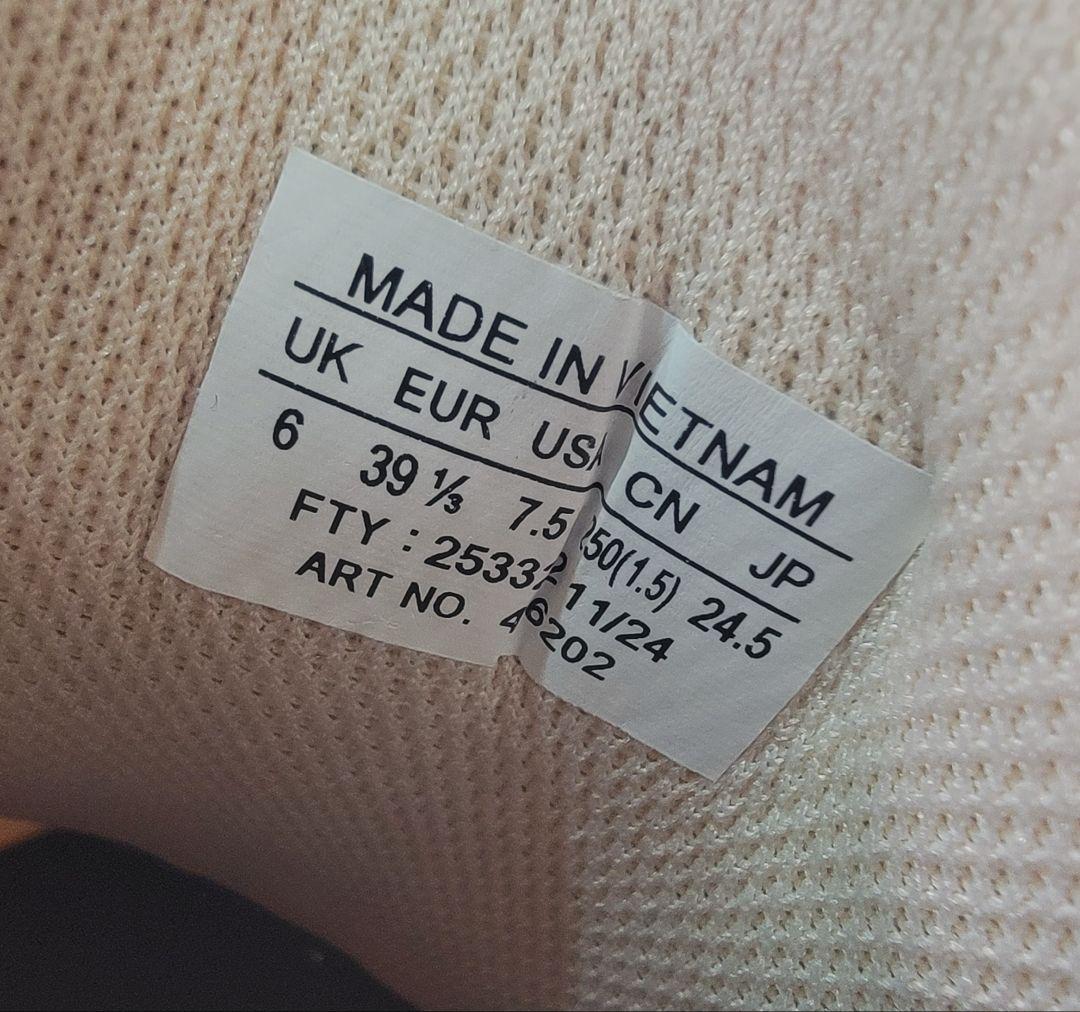 MADE IN VIETNAM
UK EUR USA CN JP
6 39 ⅓ 7.5 250(1.5) 24.5
FTY : 11/24
ART NO. 46202